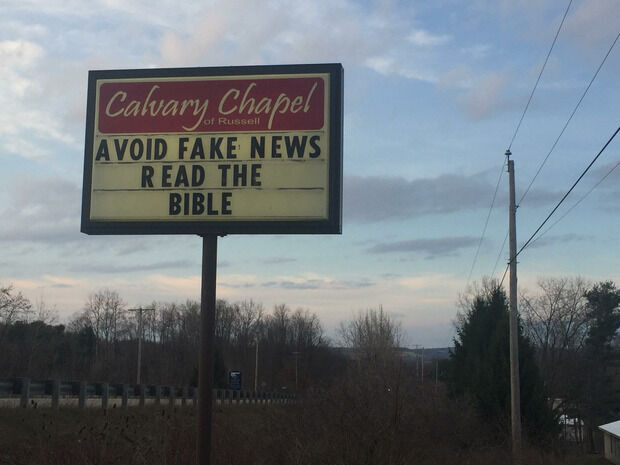 Calvary Chapel
of Russell
AVOID FAKE NEWS
READ THE
BIBLE